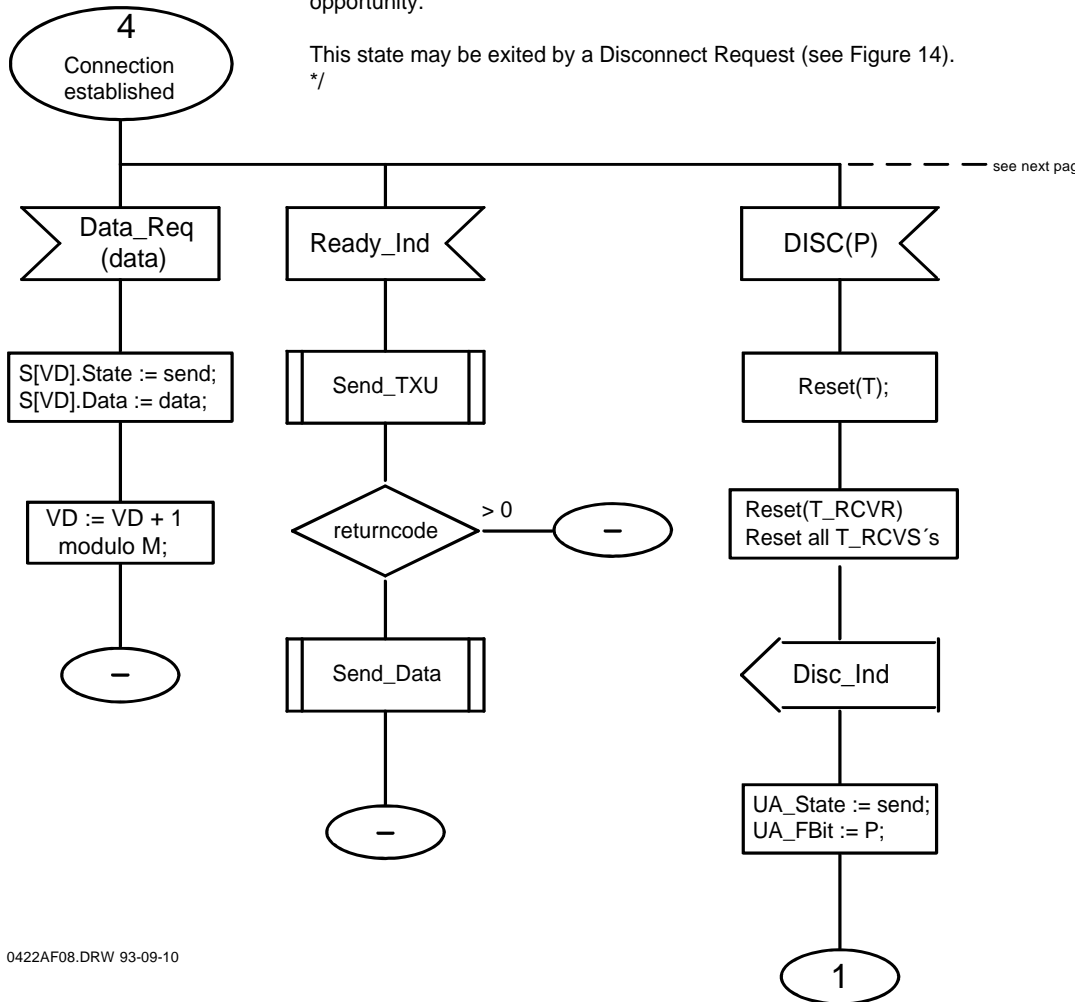 opportunity.
This state may be exited by a Disconnect Request (see Figure 14).
*/
4
Connection
established
see next pag
Data_Req
(data)
Ready_Ind
DISC(P)
S[VD].State := send;
S[VD].Data := data;
Send_TXU
Reset(T);
VD := VD + 1
modulo M;
returncode
> 0
–
Reset(T_RCVR)
Reset all T_RCVS´s
–
Send_Data
Disc_Ind
–
UA_State := send;
UA_FBit := P;
0422AF08.DRW 93-09-10
1